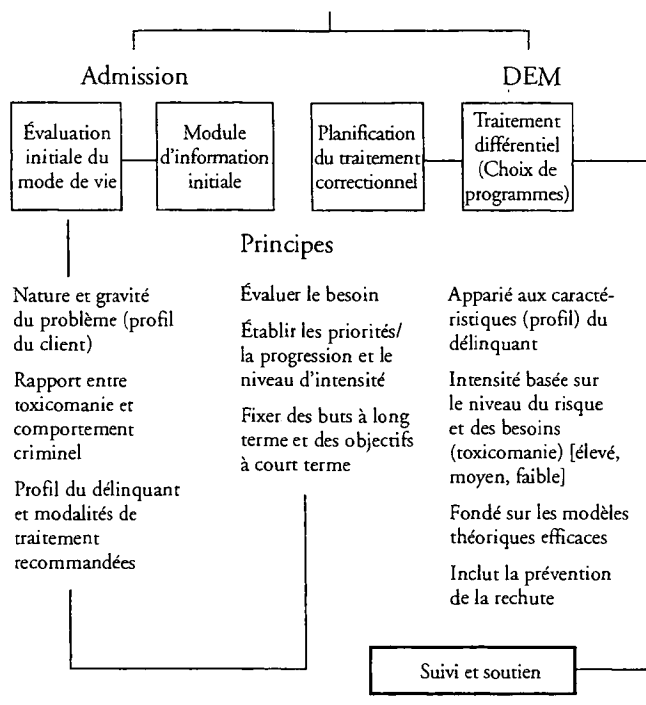 Admission
DEM
Évaluation
initiale du
mode de vie
Module
d'information
initiale
Planification
du traitement
correctionnel
Traitement
différentiel
(Choix de
programmes)
Principes
Nature et gravité
du problème (profil
du client)
Rapport entre
toxicomanie et
comportement
criminel
Profil du délinquant
et modalités de
traitement
recommandées
Évaluer le besoin
Établir les priorités/
la progression et le
niveau d'intensité
Fixer des buts à long
terme et des objectifs
à court terme
Apparié aux caracté-
ristiques (profil) du
délinquant
Intensité basée sur
le niveau du risque
et des besoins
(toxicomanie) [élevé,
moyen, faible]
Fondé sur les modèles
théoriques efficaces
Inclut la prévention
de la rechute
Suivi et soutien